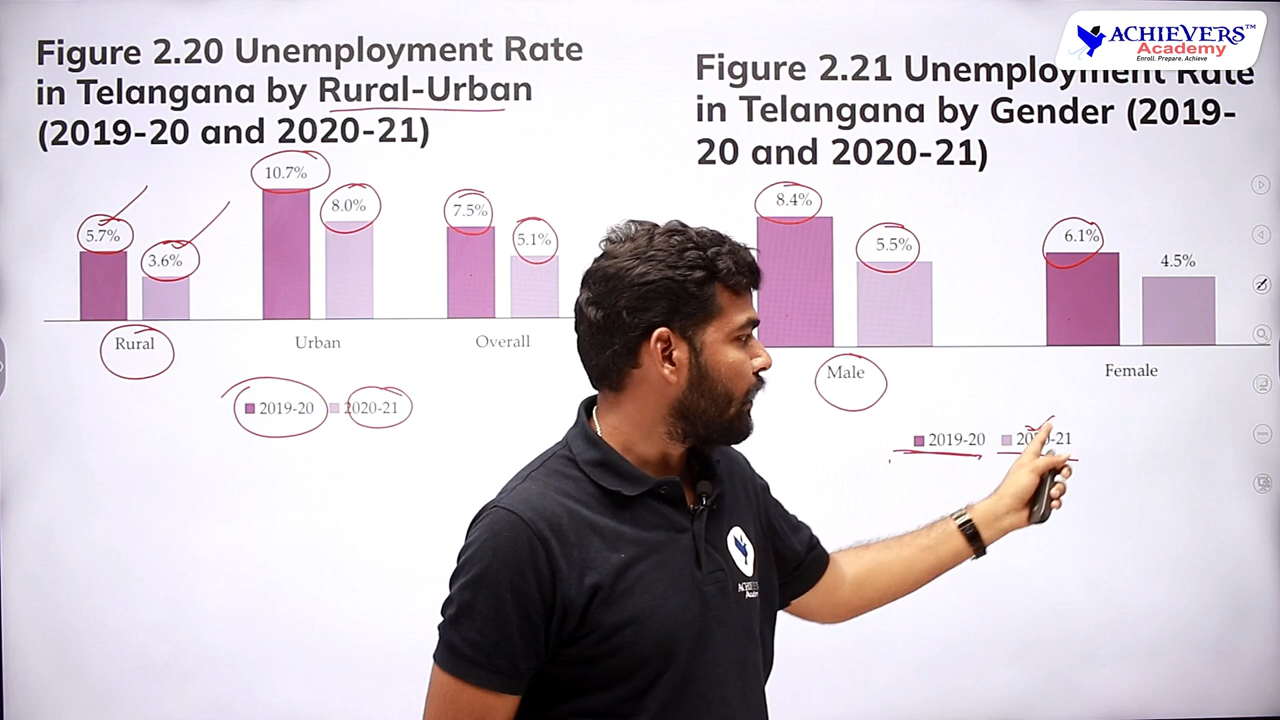 Figure 2.20 Unemployment Rate
in Telangana by Rural-Urban
(2019-20 and 2020-21)
10.7%
8.0%
7.5%
5.7%
5.1%
3.6%
Rural
Urban
Overall
2019-20
2020-21
ACHIEVERS™
Academy
Enroll. Prepare. Achieve
Figure 2.21 Unemployment Rate
in Telangana by Gender (2019-
20 and 2020-21)
8.4%
5.5%
6.1%
4.5%
Male
Female
2019-20
2020-21